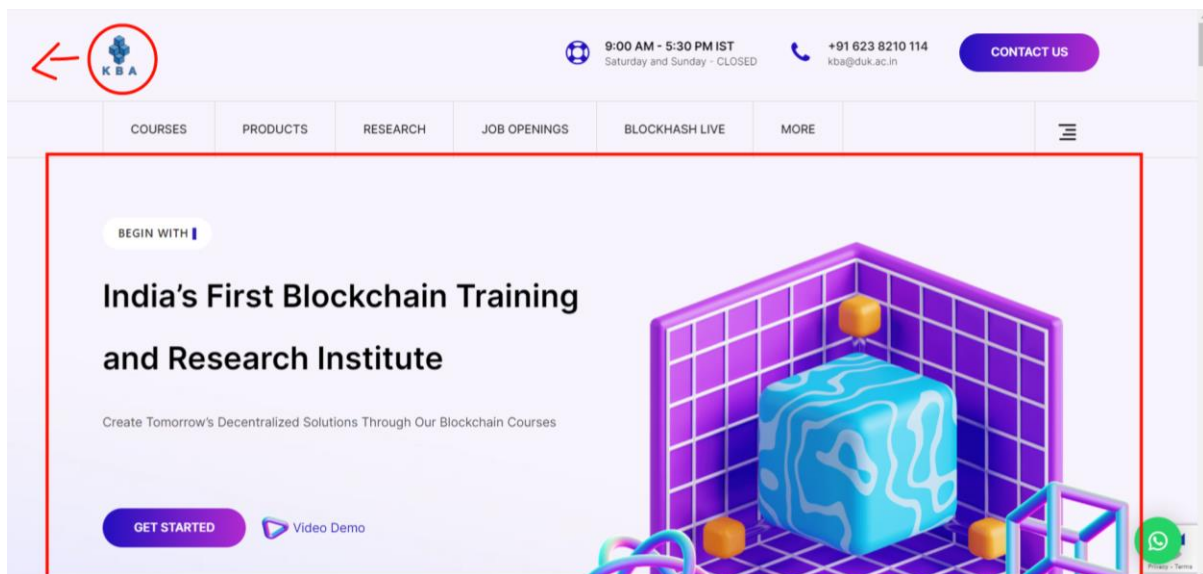 KBA
9:00 AM - 5:30 PM IST
Saturday and Sunday - CLOSED
+91 623 8210 114
kba@duk.ac.in
CONTACT US
COURSES
PRODUCTS
RESEARCH
JOB OPENINGS
BLOCKHASH LIVE
MORE
BEGIN WITH
India's First Blockchain Training
and Research Institute
Create Tomorrow's Decentralized Solutions Through Our Blockchain Courses
GET STARTED
Video Demo
Privacy - Terms